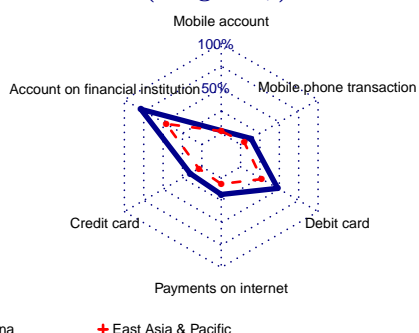 Mobile account
100%
Account on financial institution
50%
Mobile phone transaction
Credit card
Debit card
Payments on internet
East Asia & Pacific